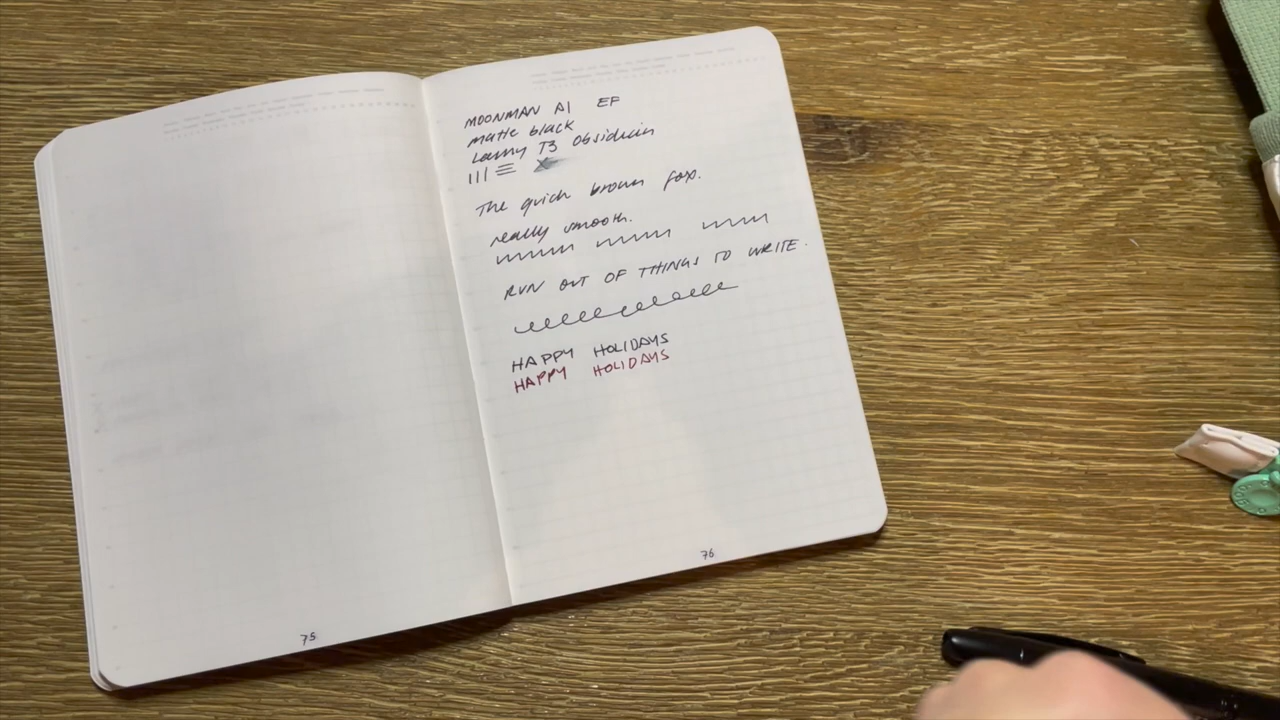 MOONMAN A1 EF
matte black
Lamy T3 Obsidian
The quick brown fox.
really smooth.
RUN OUT OF THINGS TO WRITE.
HAPPY HOLIDAYS
HAPPY HOLIDAYS
75
76